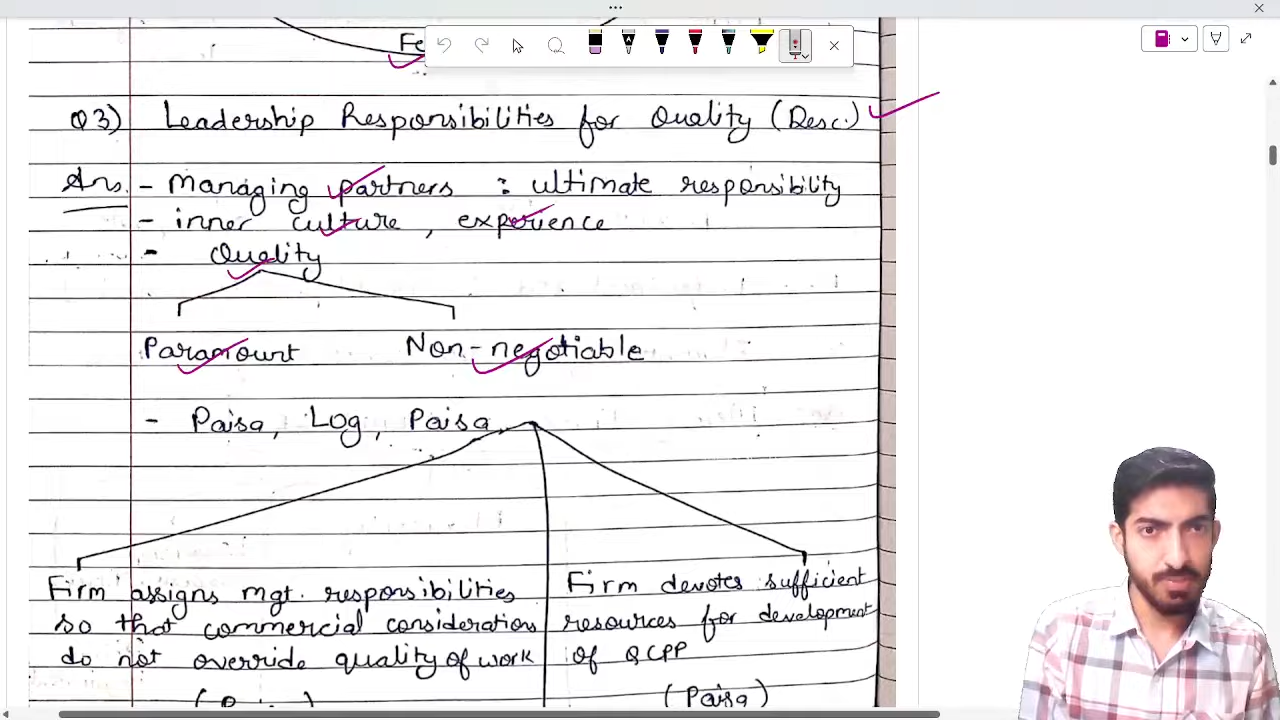 Fe
Q3) Leadership Responsibilities for Quality (Desc.)
Ans. - Managing partners : ultimate responsibility
- inner culture, experience
- Quality
Paramount Non-negotiable
- Paisa, Log, Paisa
Firm assigns mgt. responsibilities
so that commercial considerations
do not override quality of work
Firm devotes sufficient
resources for development
of QCPP
(Paisa)